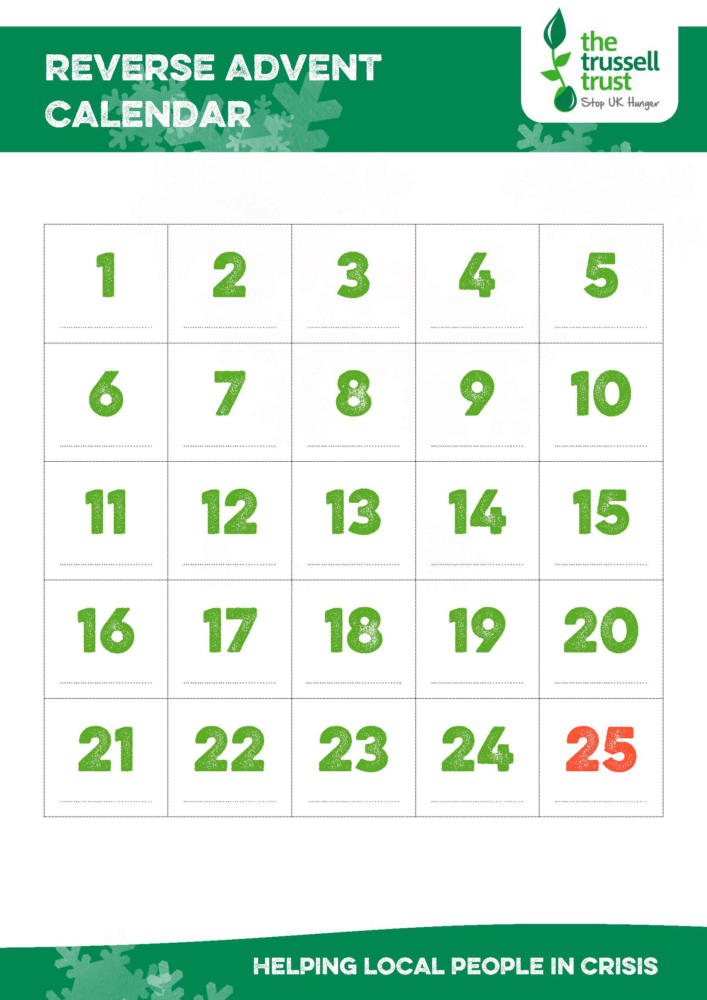 REVERSE ADVENT
CALENDAR
the
trussell
trust
Stop UK Hunger
1 2 3 4 5
6 7 8 9 10
11 12 13 14 15
16 17 18 19 20
21 22 23 24 25
HELPING LOCAL PEOPLE IN CRISIS